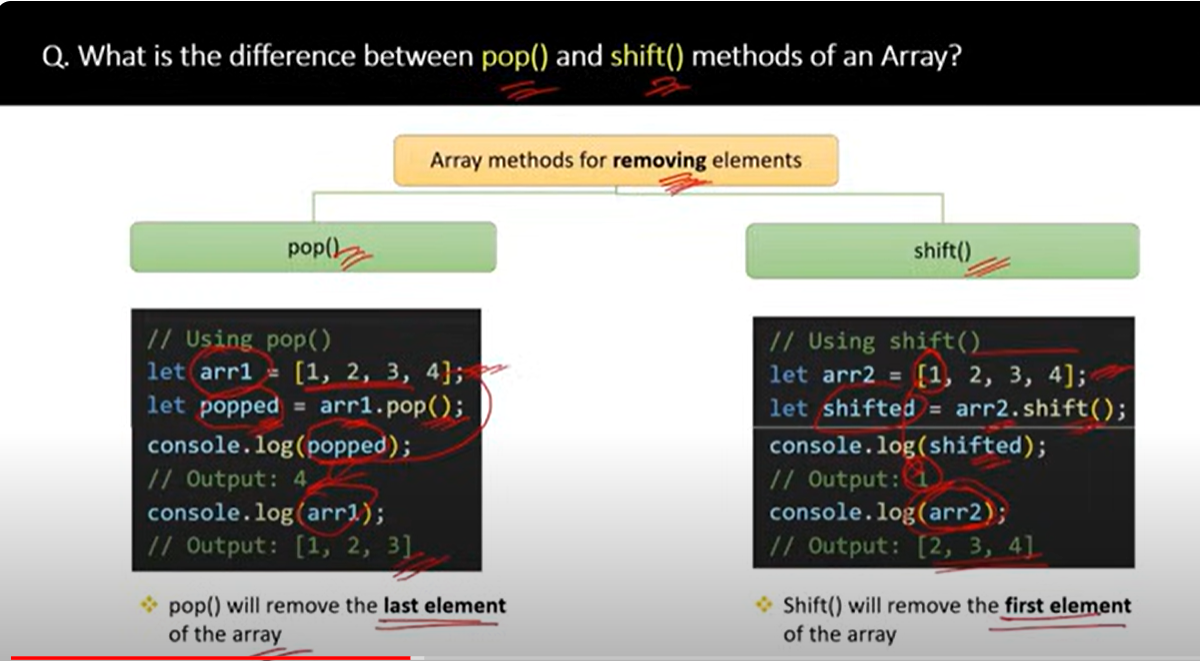 Q. What is the difference between pop() and shift() methods of an Array?
Array methods for removing elements
pop()
// Using pop()
let arr1 = [1, 2, 3, 4];
let popped = arr1.pop();
console.log(popped);
// Output: 4
console.log(arr1);
// Output: [1, 2, 3]
pop() will remove the last element
of the array
shift()
// Using shift()
let arr2 = [1, 2, 3, 4];
let shifted = arr2.shift();
console.log(shifted);
// Output: 1
console.log(arr2);
// Output: [2, 3, 4]
Shift() will remove the first element
of the array